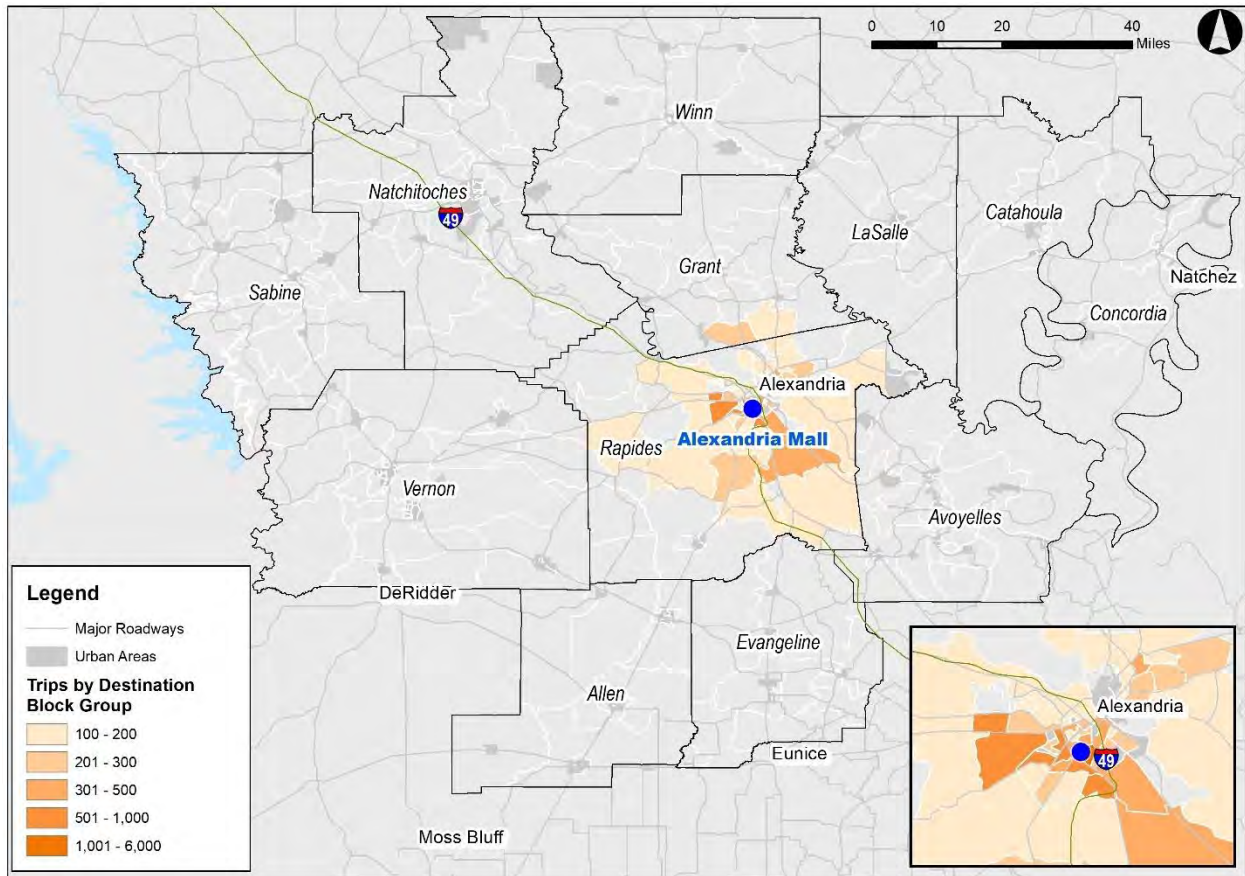 0 10 20 40
Miles
Winn
Natchitoches
49
Catahoula
LaSalle
Grant
Natchez
Sabine
Concordia
Alexandria
Alexandria Mall
Rapides
Vernon
Avoyelles
DeRidder
Evangeline
Allen
Eunice
Moss Bluff
Legend
Major Roadways
Urban Areas
Trips by Destination
Block Group
100 - 200
201 - 300
301 - 500
501 - 1,000
1,001 - 6,000
Alexandria
49